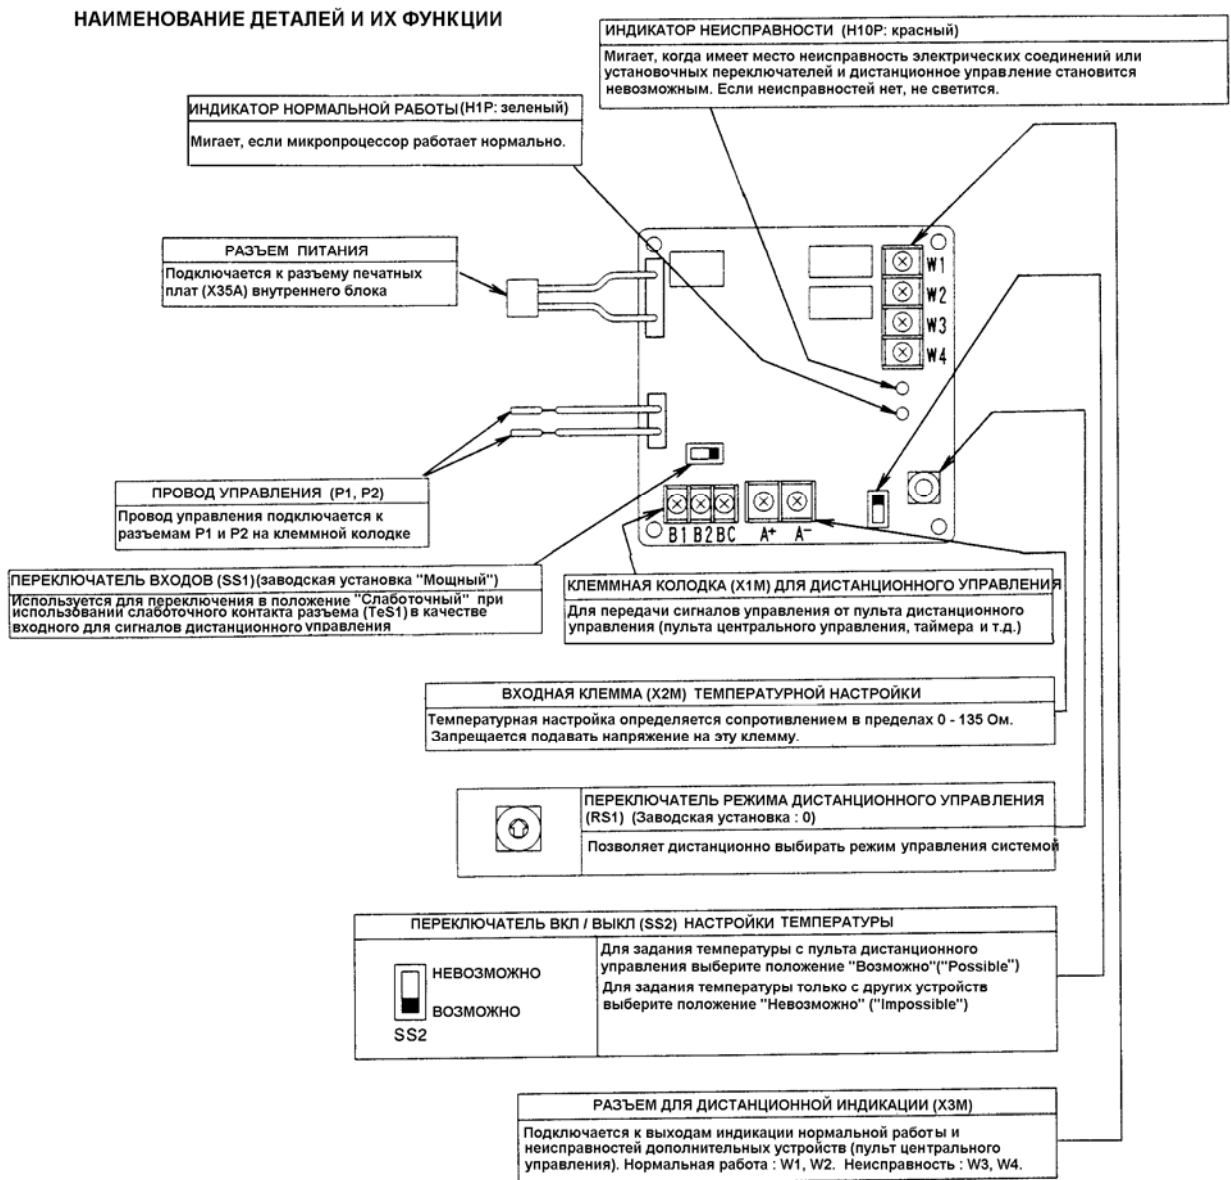 НАИМЕНОВАНИЕ ДЕТАЛЕЙ И ИХ ФУНКЦИИ
ИНДИКАТОР НЕИСПРАВНОСТИ (H10P: красный)
Мигает, когда имеет место неисправность электрических соединений или
установочных переключателей и дистанционное управление становится
невозможным. Если неисправностей нет, не светится.
ИНДИКАТОР НОРМАЛЬНОЙ РАБОТЫ (H1P: зеленый)
Мигает, если микропроцессор работает нормально.
РАЗЪЕМ ПИТАНИЯ
Подключается к разъему печатных
плат (X35A) внутреннего блока
W1
W2
W3
W4
ПРОВОД УПРАВЛЕНИЯ (P1, P2)
Провод управления подключается к
разъемам P1 и P2 на клеммной колодке
B1 B2 BC A+ A-
ПЕРЕКЛЮЧАТЕЛЬ ВХОДОВ (SS1)(заводская установка "Мощный")
Используется для переключения в положение "Слаботочный" при
использовании слаботочного контакта разъема (TeS1) в качестве
входного для сигналов дистанционного управления
КЛЕММНАЯ КОЛОДКА (X1M) ДЛЯ ДИСТАНЦИОННОГО УПРАВЛЕНИЯ
Для передачи сигналов управления от пульта дистанционного
управления (пульта центрального управления, таймера и т.д.)
ВХОДНАЯ КЛЕММА (X2M) ТЕМПЕРАТУРНОЙ НАСТРОЙКИ
Температурная настройка определяется сопротивлением в пределах 0 - 135 Ом.
Запрещается подавать напряжение на эту клемму.
ПЕРЕКЛЮЧАТЕЛЬ РЕЖИМА ДИСТАНЦИОННОГО УПРАВЛЕНИЯ
(RS1) (Заводская установка : 0)
Позволяет дистанционно выбирать режим управления системой
ПЕРЕКЛЮЧАТЕЛЬ ВКЛ / ВЫКЛ (SS2) НАСТРОЙКИ ТЕМПЕРАТУРЫ
НЕВОЗМОЖНО
ВОЗМОЖНО
SS2
Для задания температуры с пульта дистанционного
управления выберите положение "Возможно"("Possible")
Для задания температуры только с других устройств
выберите положение "Невозможно" ("Impossible")
РАЗЪЕМ ДЛЯ ДИСТАНЦИОННОЙ ИНДИКАЦИИ (X3M)
Подключается к выходам индикации нормальной работы и
неисправностей дополнительных устройств (пульт центрального
управления). Нормальная работа : W1, W2. Неисправность : W3, W4.